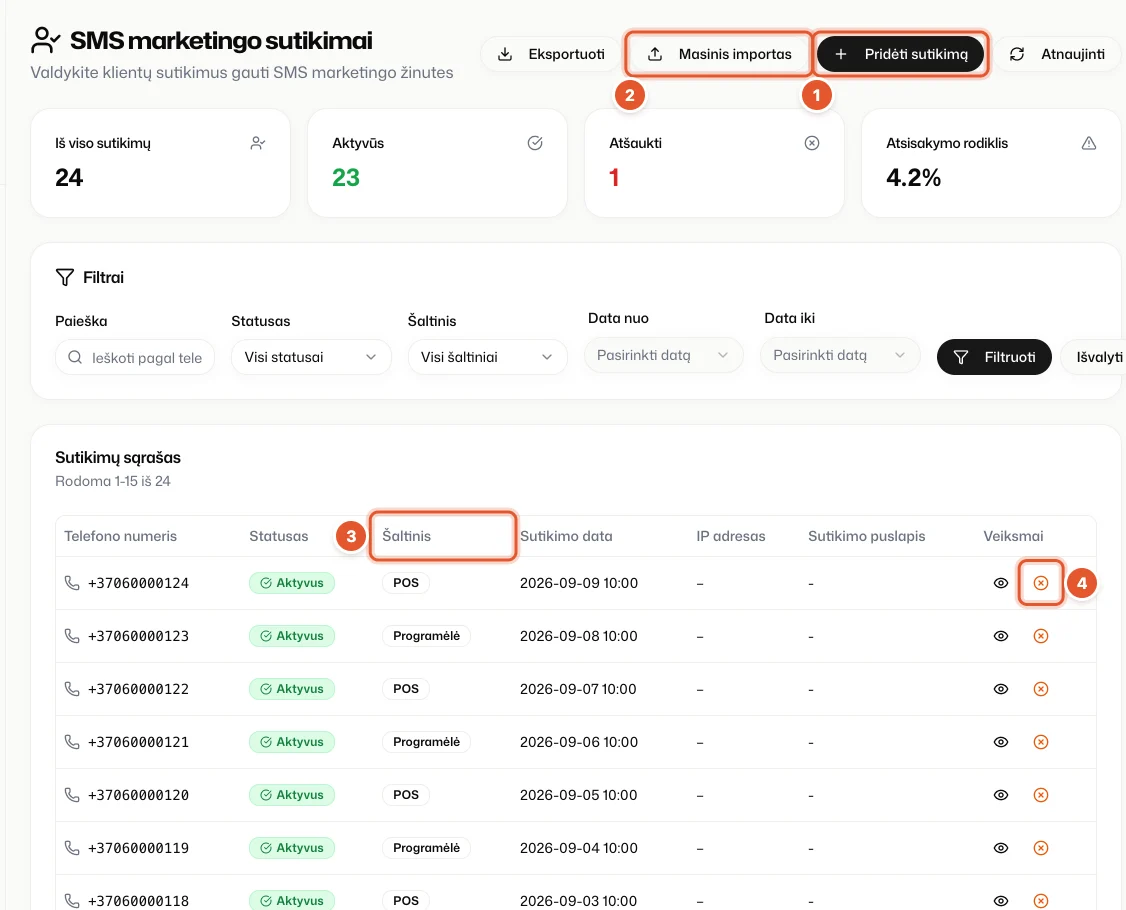 SMS marketingo sutikimai
Valdykite klientų sutikimus gauti SMS marketingo žinutes
Eksportuoti
Masinis importas
Pridėti sutikimą
Atnaujinti
2
1
Iš viso sutikimų
24
Aktyvūs
23
Atšaukti
1
Atsisakymo rodiklis
4.2%
Filtrai
Paieška
Ieškoti pagal tele
Statusas
Visi statusai
Šaltinis
Visi šaltiniai
Data nuo
Pasirinkti datą
Data iki
Pasirinkti datą
Filtruoti
Išvalyti
Sutikimų sąrašas
Rodoma 1-15 iš 24
Telefono numeris Statusas 3 Šaltinis Sutikimo data IP adresas Sutikimo puslapis Veiksmai
+37060000124 Aktyvus POS 2026-09-09 10:00 – - 4
+37060000123 Aktyvus Programėlė 2026-09-08 10:00 – -
+37060000122 Aktyvus POS 2026-09-07 10:00 – -
+37060000121 Aktyvus Programėlė 2026-09-06 10:00 – -
+37060000120 Aktyvus POS 2026-09-05 10:00 – -
+37060000119 Aktyvus Programėlė 2026-09-04 10:00 – -
+37060000118 Aktyvus POS 2026-09-03 10:00 – -